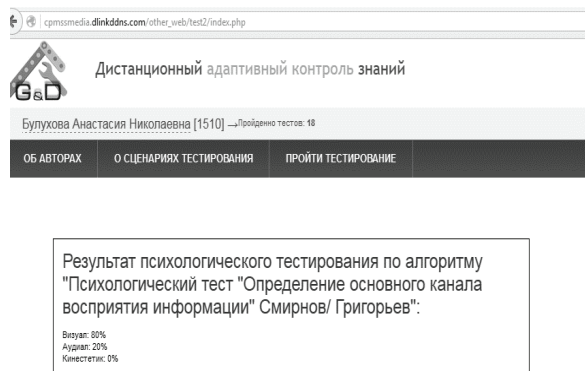 cpmssmedia.dlinkddns.com/other_web/test2/index.php
G&D
Дистанционный адаптивный контроль знаний
Булухова Анастасия Николаевна [1510] →Пройденно тестов: 18
ОБ АВТОРАХ О СЦЕНАРИЯХ ТЕСТИРОВАНИЯ ПРОЙТИ ТЕСТИРОВАНИЕ
Результат психологического тестирования по алгоритму
"Психологический тест "Определение основного канала
восприятия информации" Смирнов/ Григорьев":
Визуал: 80%
Аудиал: 20%
Кинестетик: 0%